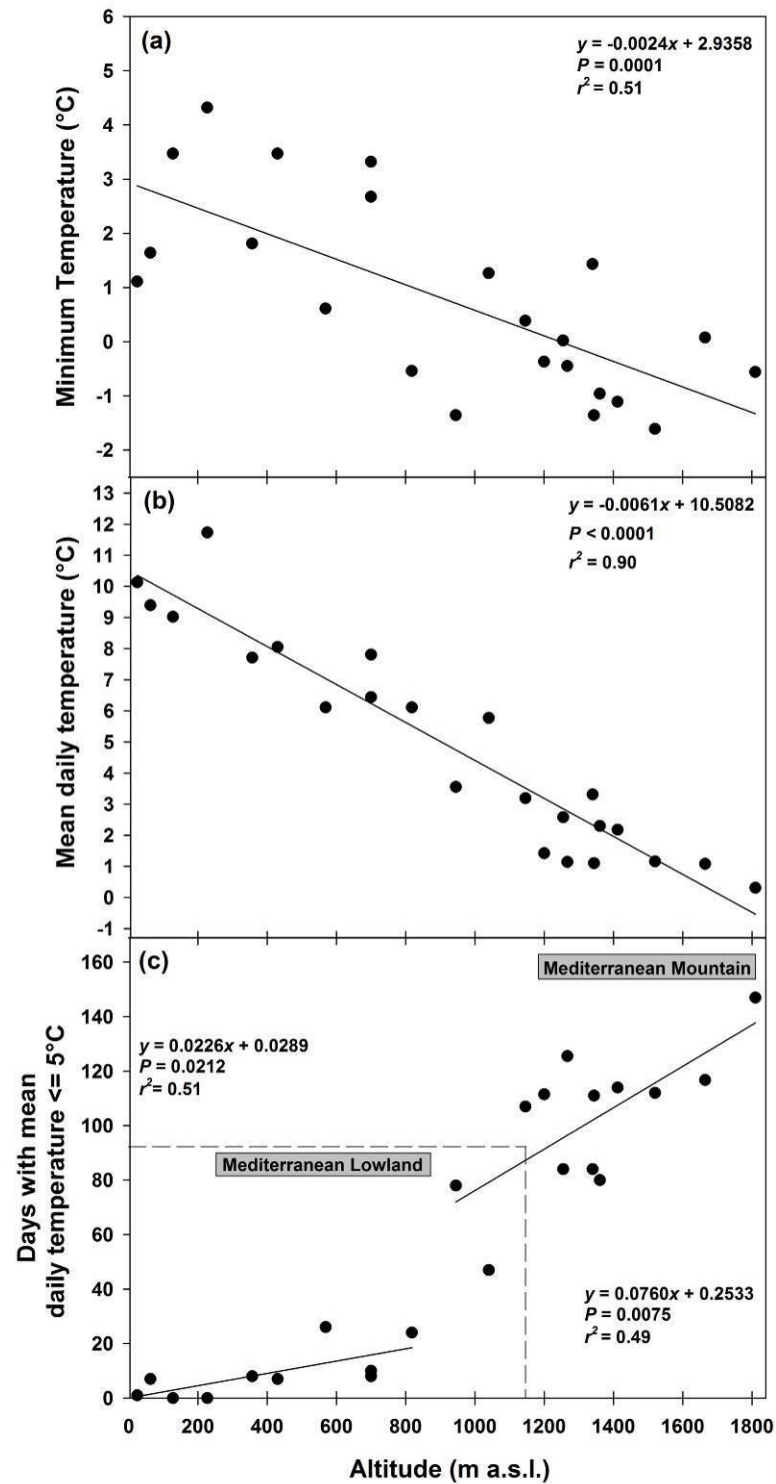 (a)
y = -0.0024x + 2.9358
P = 0.0001
r² = 0.51
Minimum Temperature (°C)
6
5
4
3
2
1
0
-1
-2
(b)
y = -0.0061x + 10.5082
P < 0.0001
r² = 0.90
Mean daily temperature (°C)
13
12
11
10
9
8
7
6
5
4
3
2
1
0
-1
(c)
Mediterranean Mountain
y = 0.0226x + 0.0289
P = 0.0212
r²= 0.51
Mediterranean Lowland
y = 0.0760x + 0.2533
P = 0.0075
r² = 0.49
Days with mean
daily temperature <= 5°C
160
140
120
100
80
60
40
20
0
0 200 400 600 800 1000 1200 1400 1600 1800
Altitude (m a.s.l.)